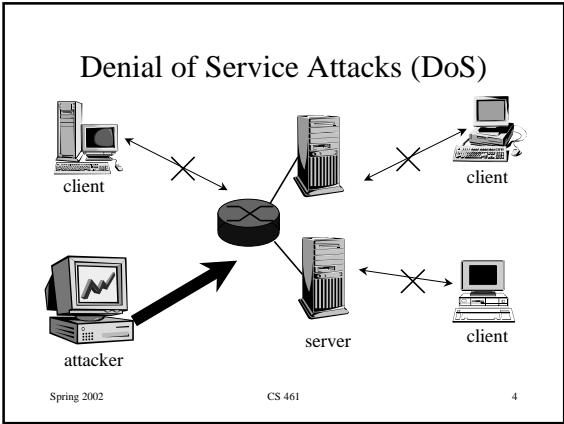 Denial of Service Attacks (DoS)
client
client
attacker
server
client
Spring 2002
CS 461
4